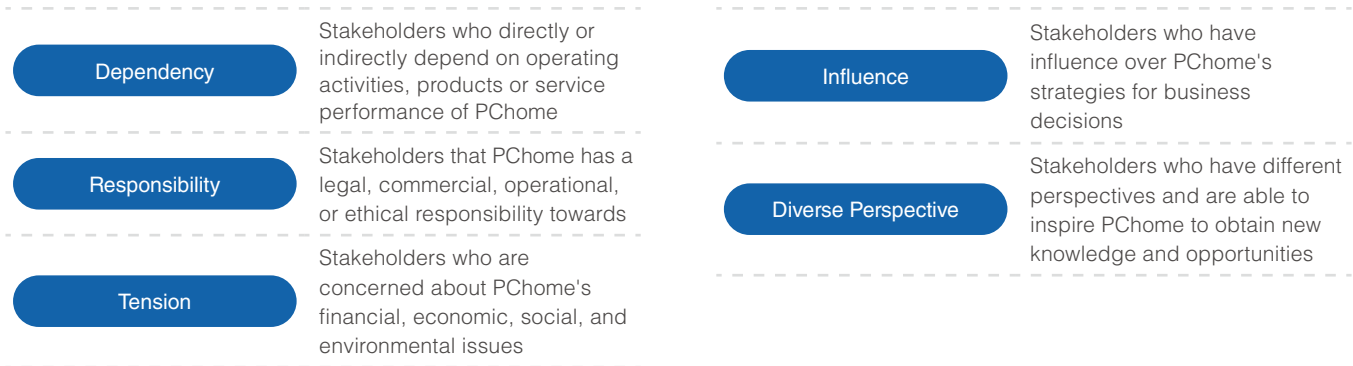 Dependency
Stakeholders who directly or
indirectly depend on operating
activities, products or service
performance of PChome
Responsibility
Stakeholders that PChome has a
legal, commercial, operational,
or ethical responsibility towards
Tension
Stakeholders who are
concerned about PChome's
financial, economic, social, and
environmental issues
Influence
Stakeholders who have
influence over PChome's
strategies for business
decisions
Diverse Perspective
Stakeholders who have different
perspectives and are able to
inspire PChome to obtain new
knowledge and opportunities